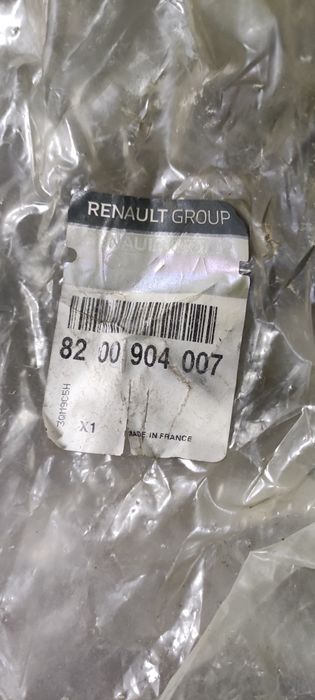 RENAULT GROUP
82 00 904 007
X1
MADE IN FRANCE